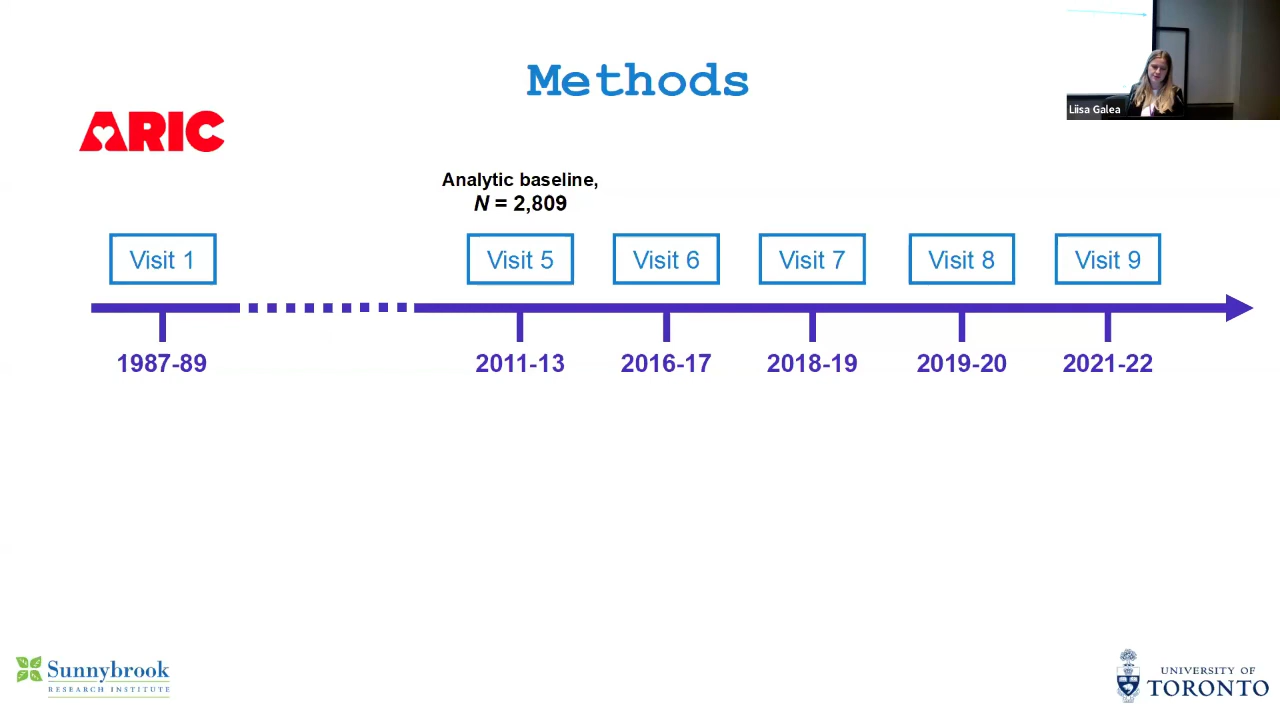 Methods
Liisa Galea
ARIC
Analytic baseline,
N = 2,809
Visit 1
Visit 5
Visit 6
Visit 7
Visit 8
Visit 9
1987-89
2011-13
2016-17
2018-19
2019-20
2021-22
Sunnybrook
RESEARCH INSTITUTE
UNIVERSITY OF
TORONTO